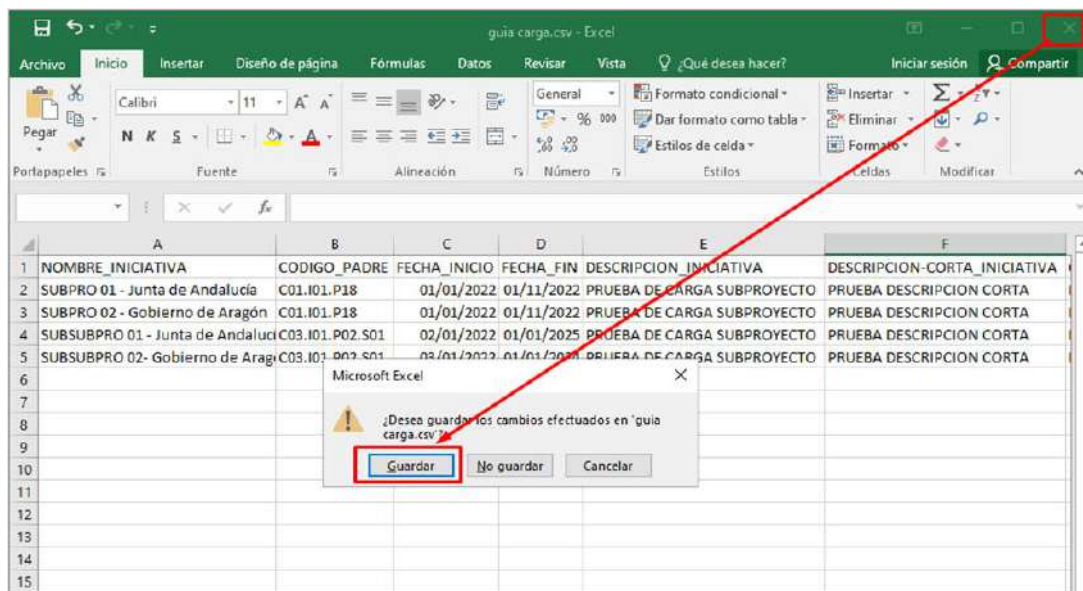 guia carga.csv - Excel
Archivo Inicio Insertar Diseño de página Fórmulas Datos Revisar Vista ¿Qué desea hacer? Iniciar sesión Compartir
Calibri 11 A A General Formato condicional Insertar
Pegar % 000 Dar formato como tabla Eliminar
N K S A Estilos de celda Formato
Portapapeles Fuente Alineación Número Estilos Celdas Modificar
fx
A B C D E F
1 NOMBRE_INICIATIVA CODIGO_PADRE FECHA_INICIO FECHA_FIN DESCRIPCION_INICIATIVA DESCRIPCION-CORTA_INICIATIVA
2 SUBPRO 01 - Junta de Andalucía C01.I01.P18 01/01/2022 01/11/2022 PRUEBA DE CARGA SUBPROYECTO PRUEBA DESCRIPCION CORTA
3 SUBPRO 02 - Gobierno de Aragón C01.I01.P18 01/01/2022 01/11/2022 PRUEBA DE CARGA SUBPROYECTO PRUEBA DESCRIPCION CORTA
4 SUBSUBPRO 01 - Junta de Andaluc C03.I01.P02.S01 02/01/2022 01/01/2025 PRUEBA DE CARGA SUBPROYECTO PRUEBA DESCRIPCION CORTA
5 SUBSUBPRO 02- Gobierno de Arag C03.I01.P02.S01 03/01/2022 PRUEBA DE CARGA SUBPROYECTO PRUEBA DESCRIPCION CORTA
6
Microsoft Excel
7
8
¿Desea guardar los cambios efectuados en 'guia
carga.csv'?
9
10
Guardar No guardar Cancelar
11
12
13
14
15